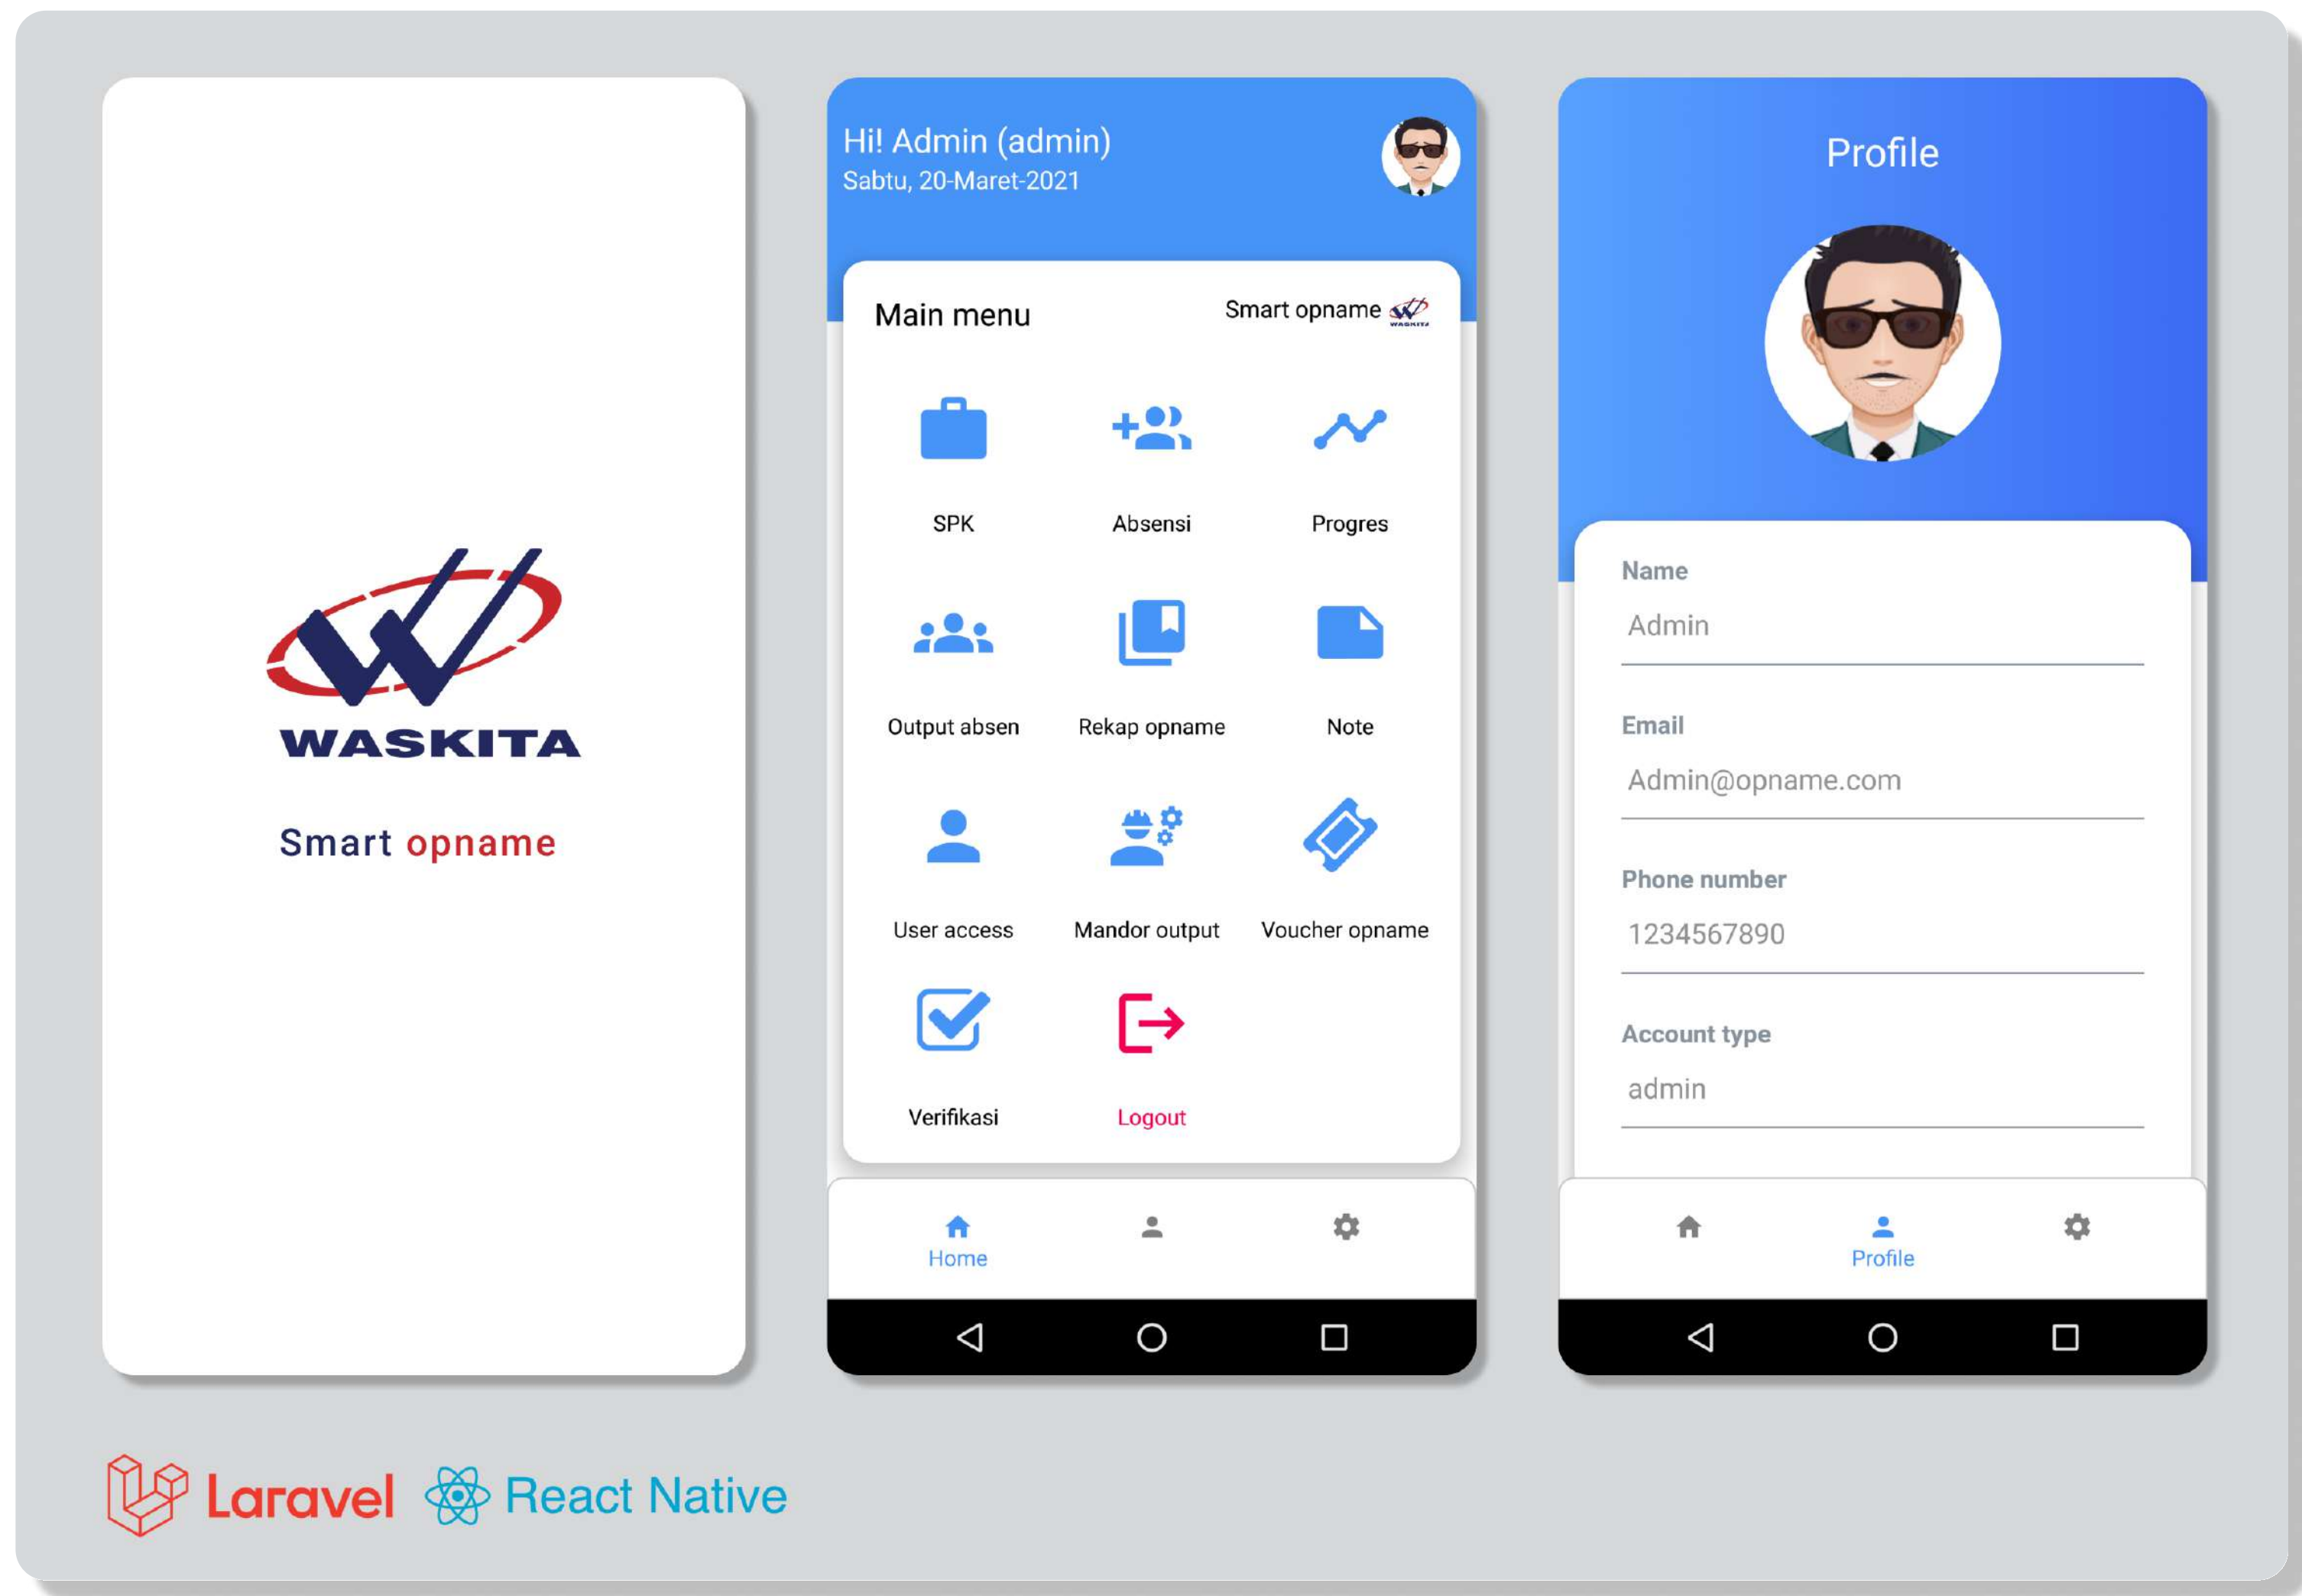 WASKITA
Smart opname
Hi! Admin (admin)
Sabtu, 20-Maret-2021
Main menu
Smart opname
WASKITA
SPK
Absensi
Progres
Output absen
Rekap opname
Note
User access
Mandor output
Voucher opname
Verifikasi
Logout
Home
Profile
Name
Admin
Email
Admin@opname.com
Phone number
1234567890
Account type
admin
Profile
Laravel
React Native